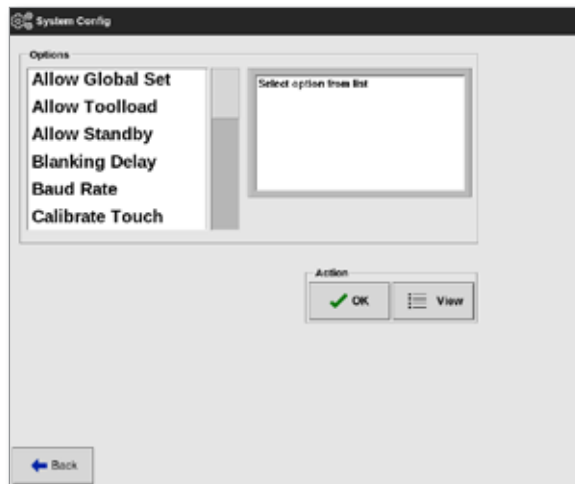 System Config
Options
Allow Global Set
Allow Toolload
Allow Standby
Blanking Delay
Baud Rate
Calibrate Touch
Select option from list
Action
OK
View
Back